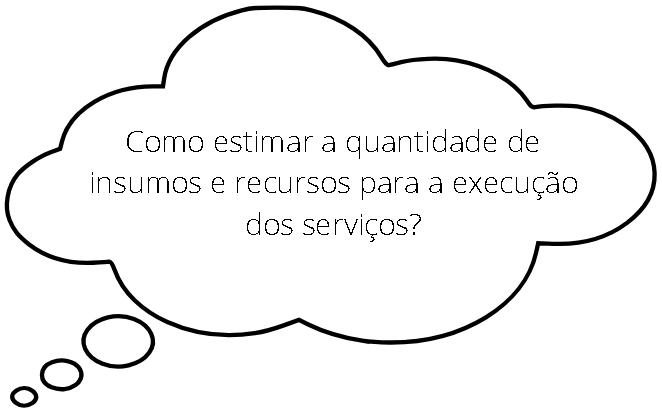 Como estimar a quantidade de
insumos e recursos para a execução
dos serviços?